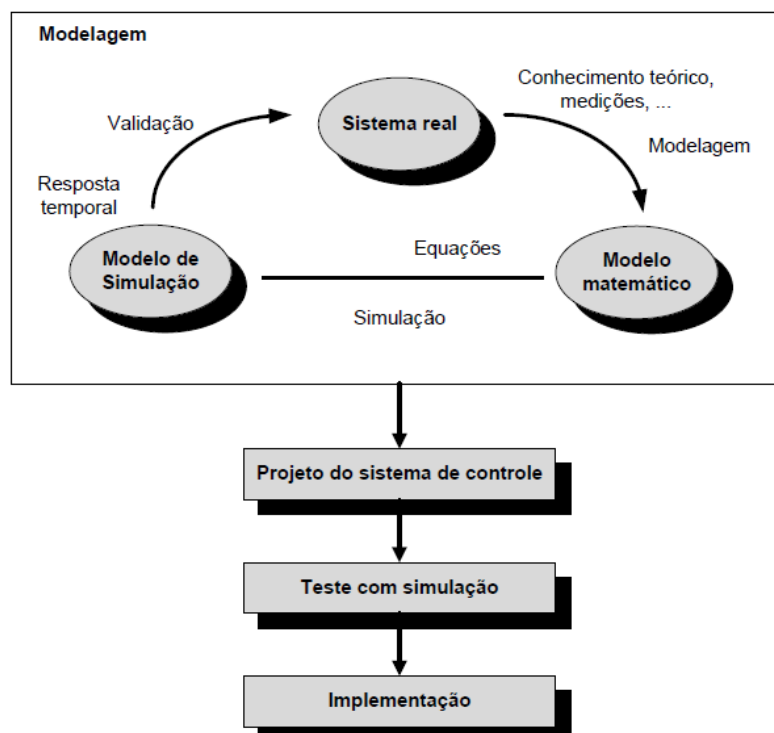 Modelagem
Conhecimento teórico,
medições, ...
Validação
Sistema real
Modelagem
Resposta
temporal
Modelo de
Simulação
Equações
Modelo
matemático
Simulação
Projeto do sistema de controle
Teste com simulação
Implementação